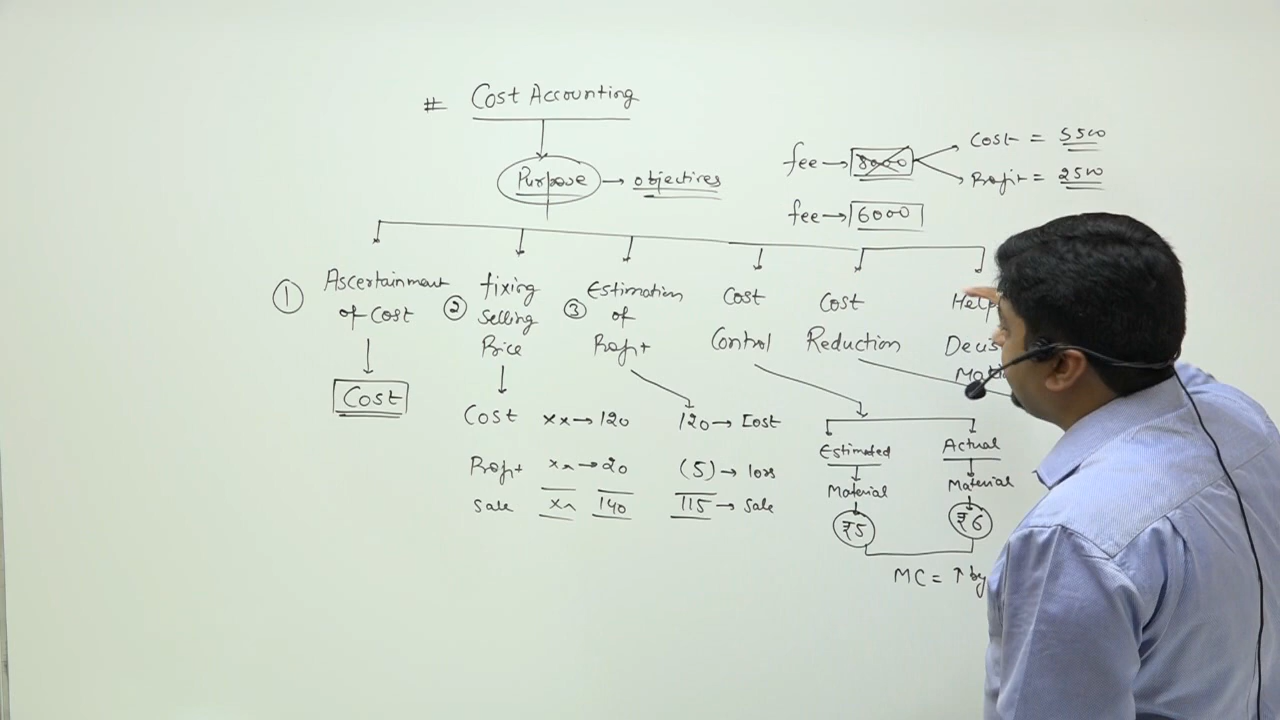 # Cost Accounting
Purpose → objectives
fee → 8000
Cost = 5500
Profit = 2500
fee → 6000
① Ascertainment
of Cost
Cost
② fixing
Selling
Price
Cost xx → 120
Profit xx → 20
Sale xx 140
③ Estimation
of
Profit
120 → Cost
(5) → loss
115 → Sale
Cost
Control
Estimated
Material
₹5
Actual
Material
₹6
MC = ↑ by
Cost
Reduction
Help